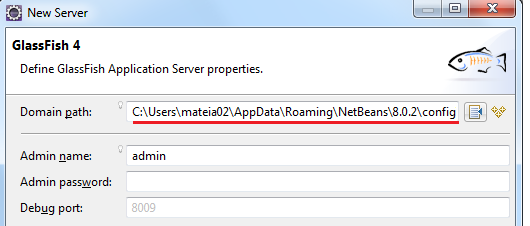 New Server
GlassFish 4
Define GlassFish Application Server properties.
Domain path: C:\Users\mateia02\AppData\Roaming\NetBeans\8.0.2\config
Admin name: admin
Admin password:
Debug port: 8009